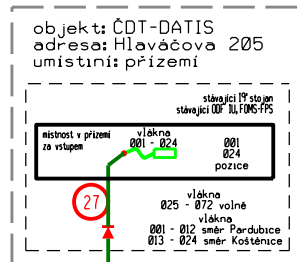 objekt: ČDT-DATIS
adresa: Hlaváčova 205
umístiní: přízemí
stávající 19" stojan
stávající ODF 1U, FOMS-FPS
místnost v přízemí
za vstupem
vlákna
001 - 024
001
024
pozice
27
vlákna
025 - 072 volné
vlákna
001 - 012 směr Pardubice
013 - 024 směr Koštěnice